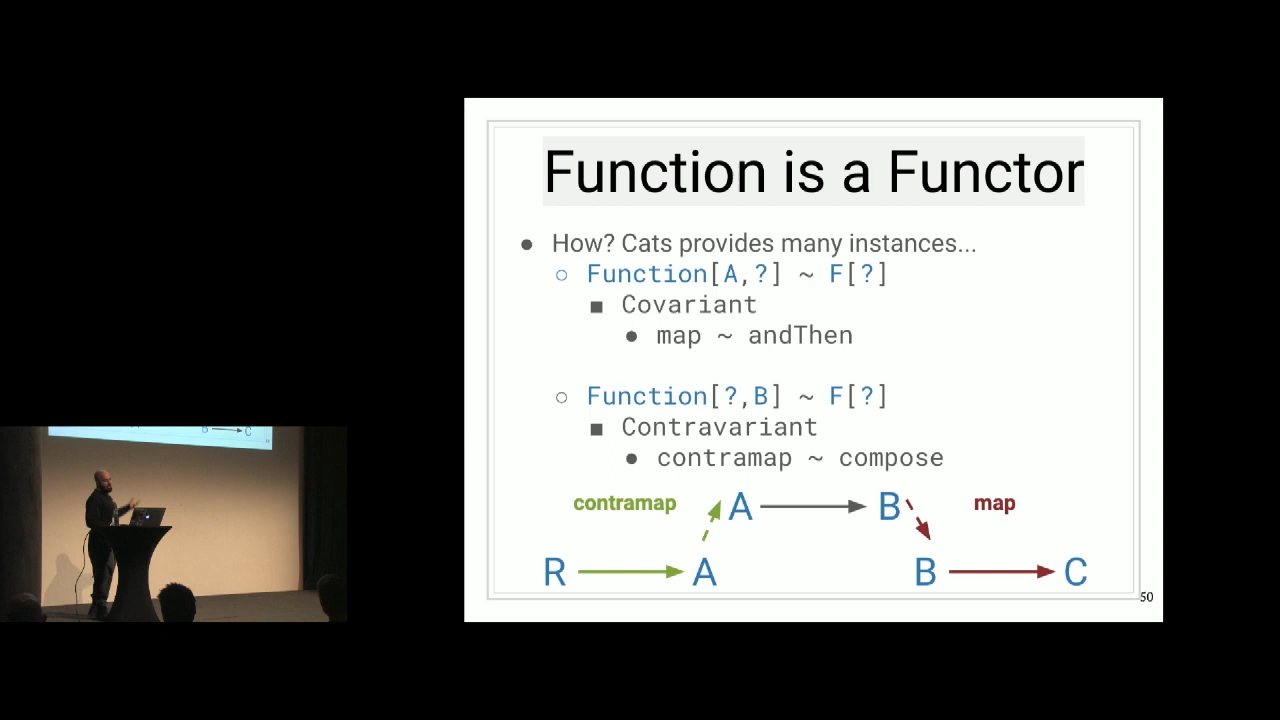 Function is a Functor
● How? Cats provides many instances...
○ Function[A,?] ~ F[?]
■ Covariant
● map ~ andThen
○ Function[?,B] ~ F[?]
■ Contravariant
● contramap ~ compose
contramap A B map
R A B C
50
B C